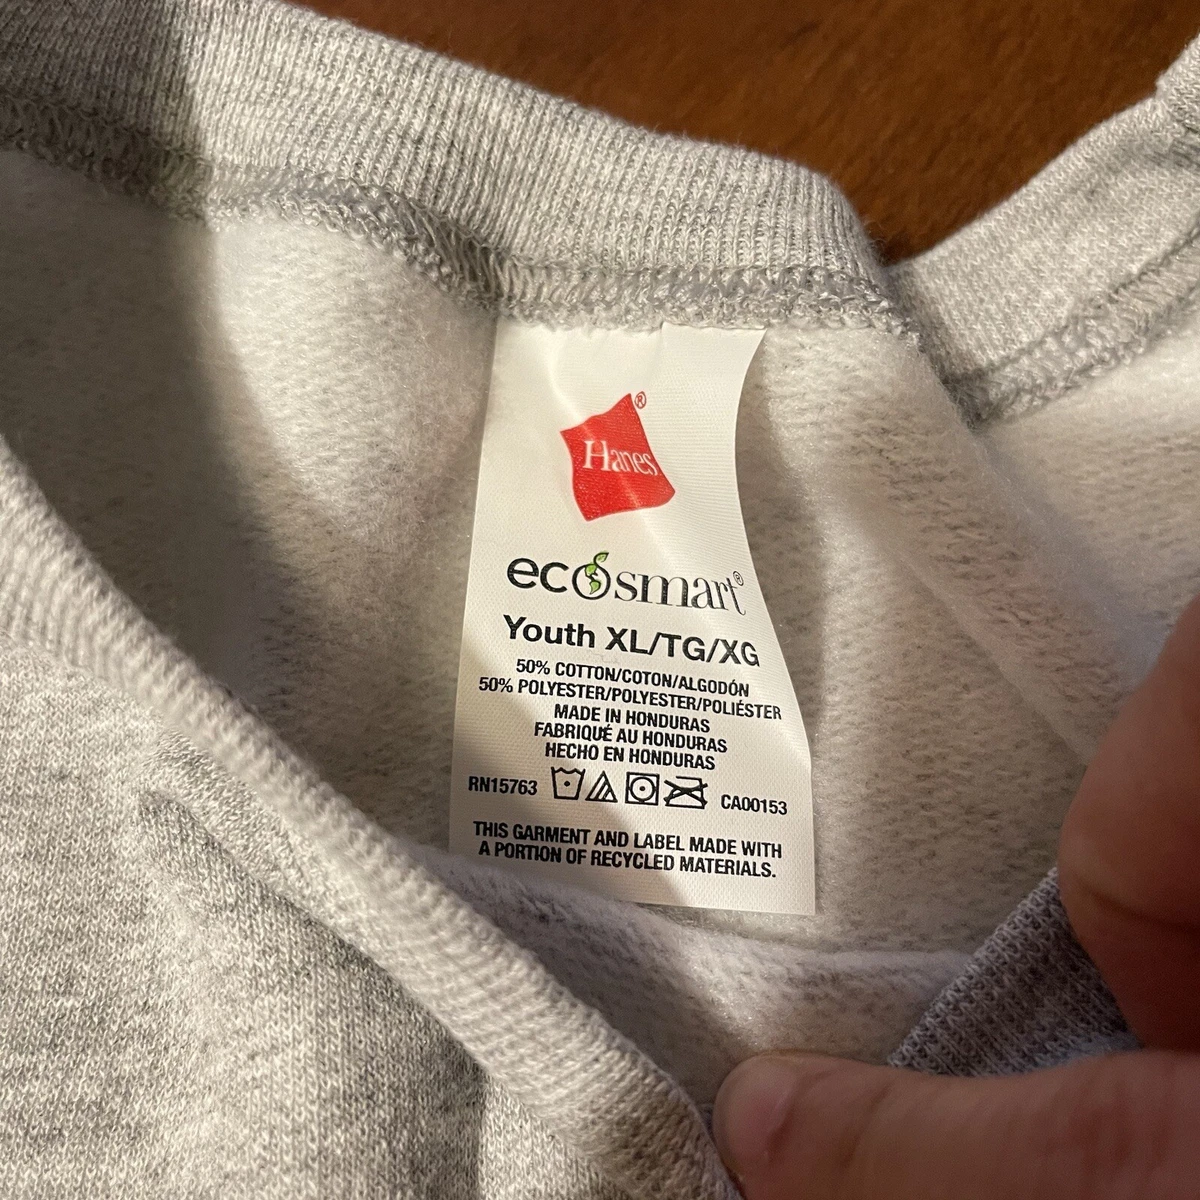 Hanes®
ecosmart®
Youth XL/TG/XG
50% COTTON/COTON/ALGODÓN
50% POLYESTER/POLYESTER/POLIÉSTER
MADE IN HONDURAS
FABRIQUÉ AU HONDURAS
HECHO EN HONDURAS
RN15763 CA00153
THIS GARMENT AND LABEL MADE WITH
A PORTION OF RECYCLED MATERIALS.